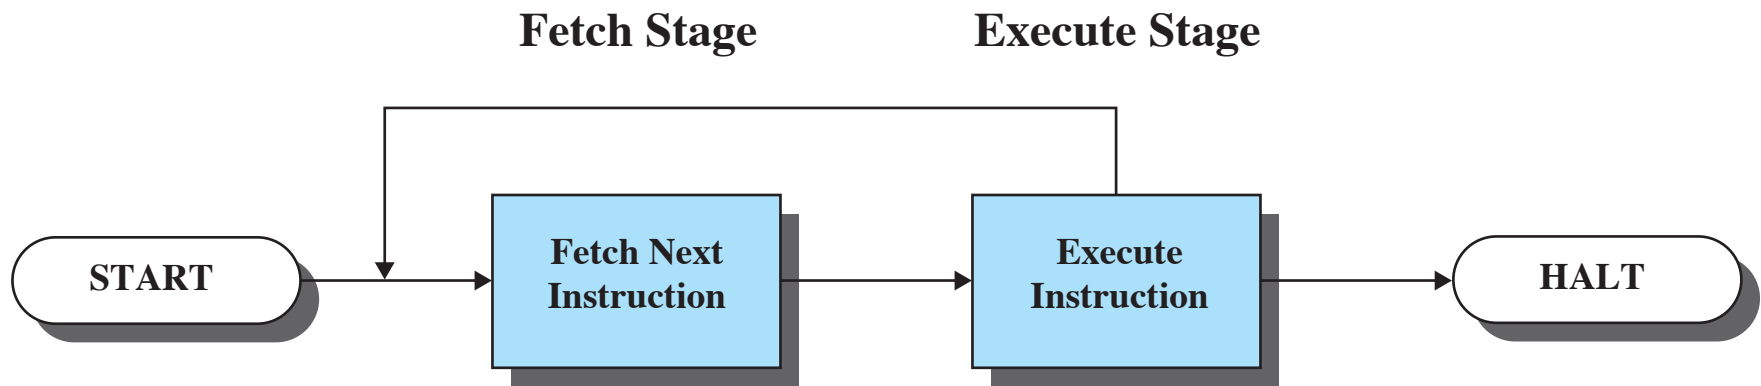 Fetch Stage
Execute Stage
START
Fetch Next
Instruction
Execute
Instruction
HALT